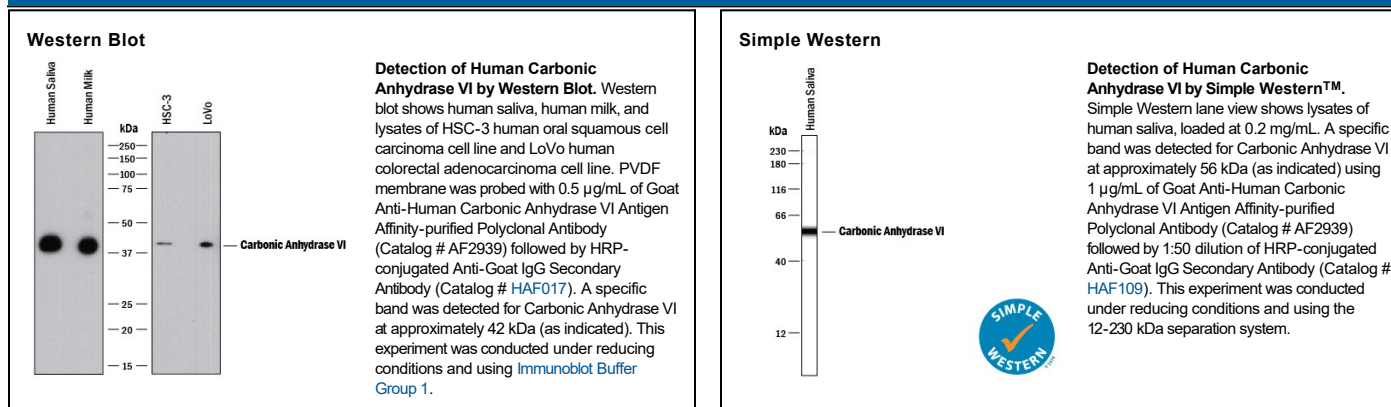 Western Blot
Human Saliva
Human Milk
HSC-3
LoVo
kDa
250
150
100
75
50
37
25
20
15
Carbonic Anhydrase VI
Detection of Human Carbonic
Anhydrase VI by Western Blot. Western
blot shows human saliva, human milk, and
lysates of HSC-3 human oral squamous cell
carcinoma cell line and LoVo human
colorectal adenocarcinoma cell line. PVDF
membrane was probed with 0.5 µg/mL of Goat
Anti-Human Carbonic Anhydrase VI Antigen
Affinity-purified Polyclonal Antibody
(Catalog # AF2939) followed by HRP-
conjugated Anti-Goat IgG Secondary
Antibody (Catalog # HAF017). A specific
band was detected for Carbonic Anhydrase VI
at approximately 42 kDa (as indicated). This
experiment was conducted under reducing
conditions and using Immunoblot Buffer
Group 1.
Simple Western
Human Saliva
kDa
230
180
116
66
40
12
Carbonic Anhydrase VI
SIMPLE
WESTERN
Detection of Human Carbonic
Anhydrase VI by Simple Western™.
Simple Western lane view shows lysates of
human saliva, loaded at 0.2 mg/mL. A specific
band was detected for Carbonic Anhydrase VI
at approximately 56 kDa (as indicated) using
1 µg/mL of Goat Anti-Human Carbonic
Anhydrase VI Antigen Affinity-purified
Polyclonal Antibody (Catalog # AF2939)
followed by 1:50 dilution of HRP-conjugated
Anti-Goat IgG Secondary Antibody (Catalog #
HAF109). This experiment was conducted
under reducing conditions and using the
12-230 kDa separation system.